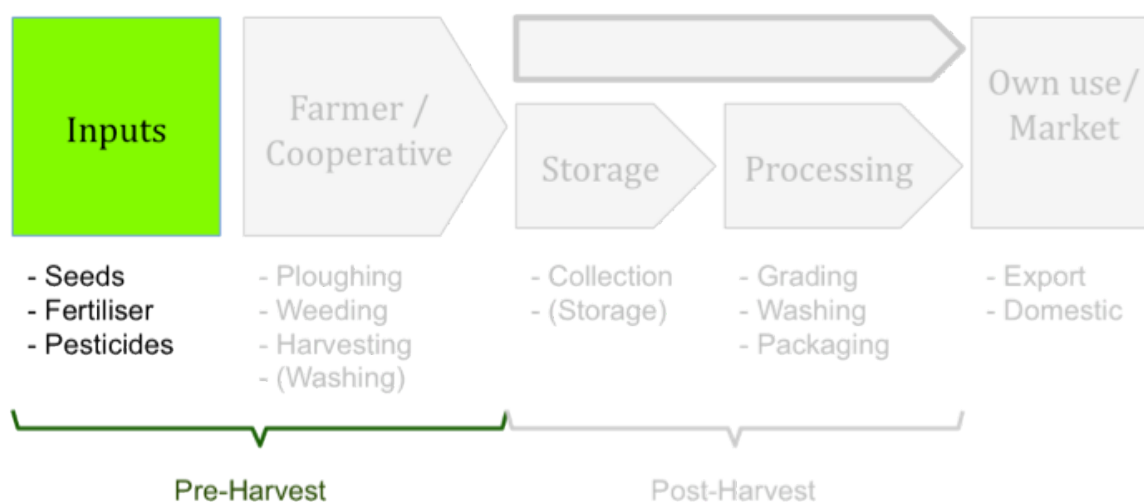 Inputs
Farmer /
Cooperative
Storage
Processing
Own use/
Market
- Seeds
- Fertiliser
- Pesticides
- Ploughing
- Weeding
- Harvesting
- (Washing)
- Collection
- (Storage)
- Grading
- Washing
- Packaging
- Export
- Domestic
Pre-Harvest
Post-Harvest